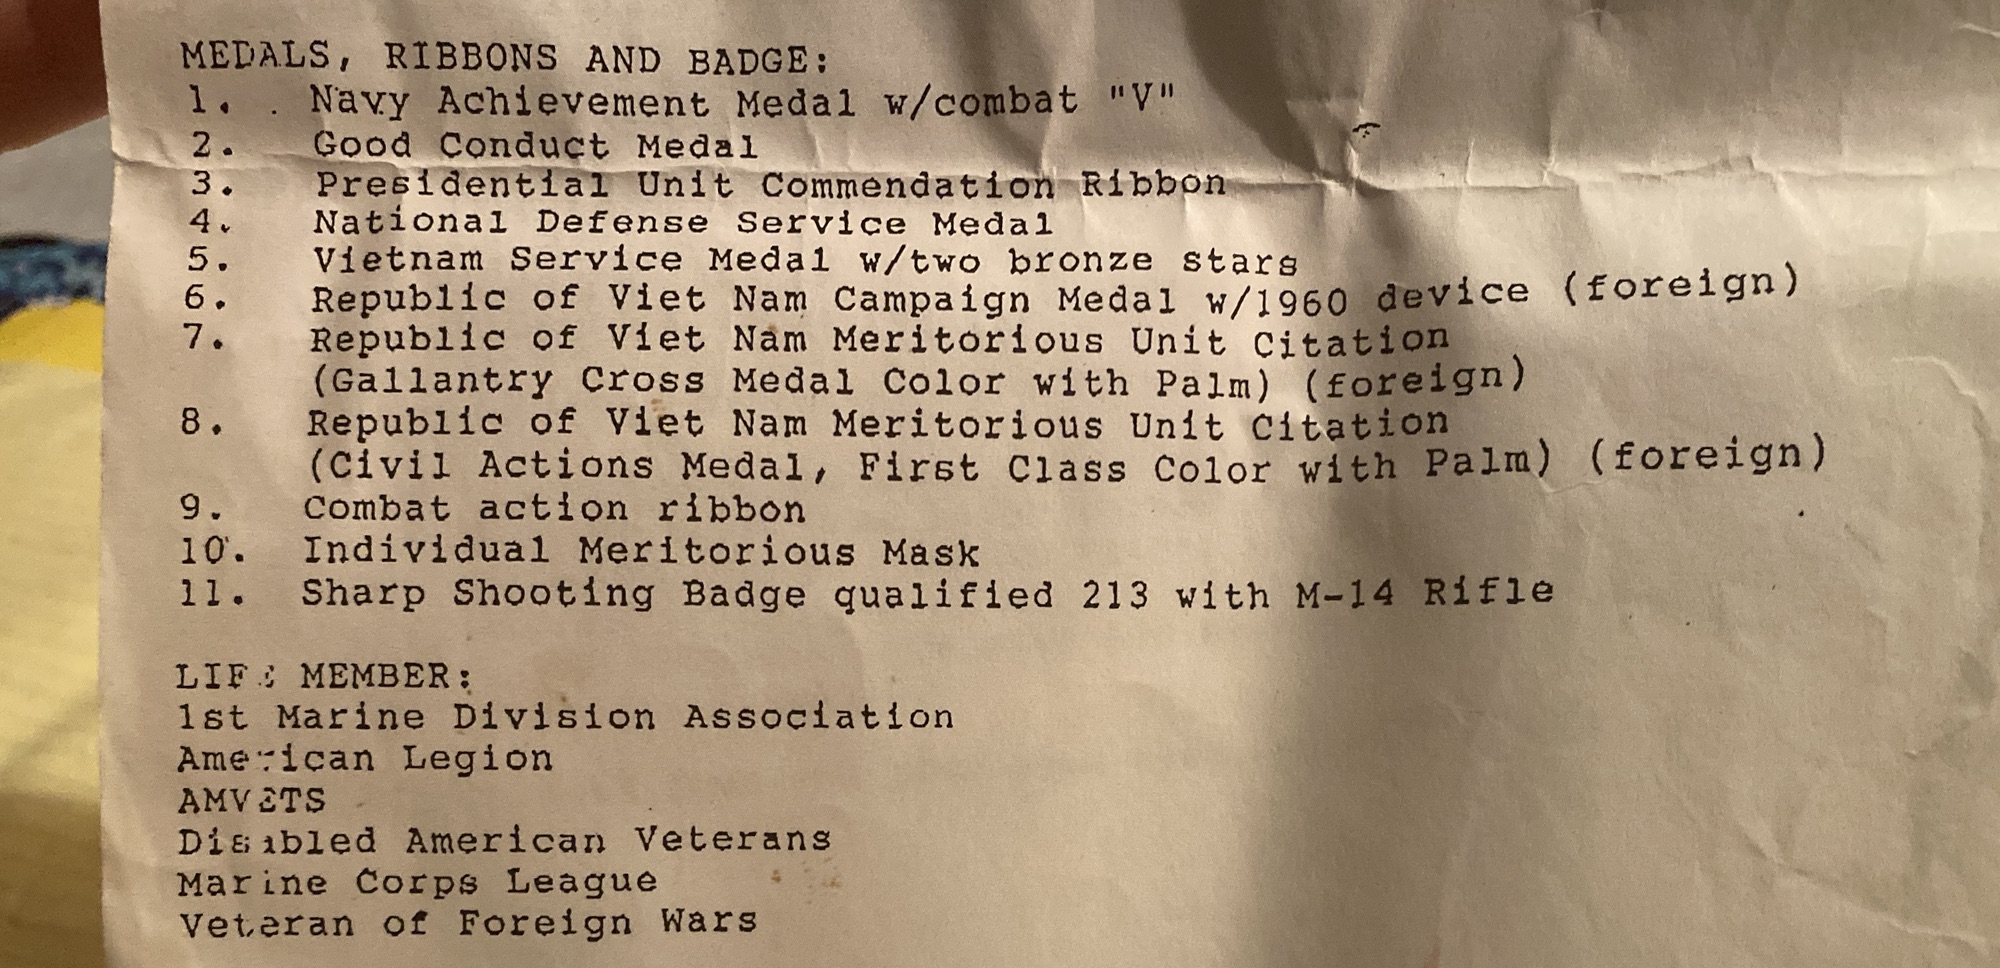 MEDALS, RIBBONS AND BADGE:
1. Navy Achievement Medal w/combat "V"
2. Good Conduct Medal
3. Presidential Unit Commendation Ribbon
4. National Defense Service Medal
5. Vietnam Service Medal w/two bronze stars
6. Republic of Viet Nam Campaign Medal w/1960 device (foreign)
7. Republic of Viet Nam Meritorious Unit Citation
(Gallantry Cross Medal Color with Palm) (foreign)
8. Republic of Viet Nam Meritorious Unit Citation
(Civil Actions Medal, First Class Color with Palm) (foreign)
9. Combat action ribbon
10. Individual Meritorious Mask
11. Sharp Shooting Badge qualified 213 with M-14 Rifle
LIFE MEMBER:
1st Marine Division Association
American Legion
AMVETS
Disabled American Veterans
Marine Corps League
Veteran of Foreign Wars